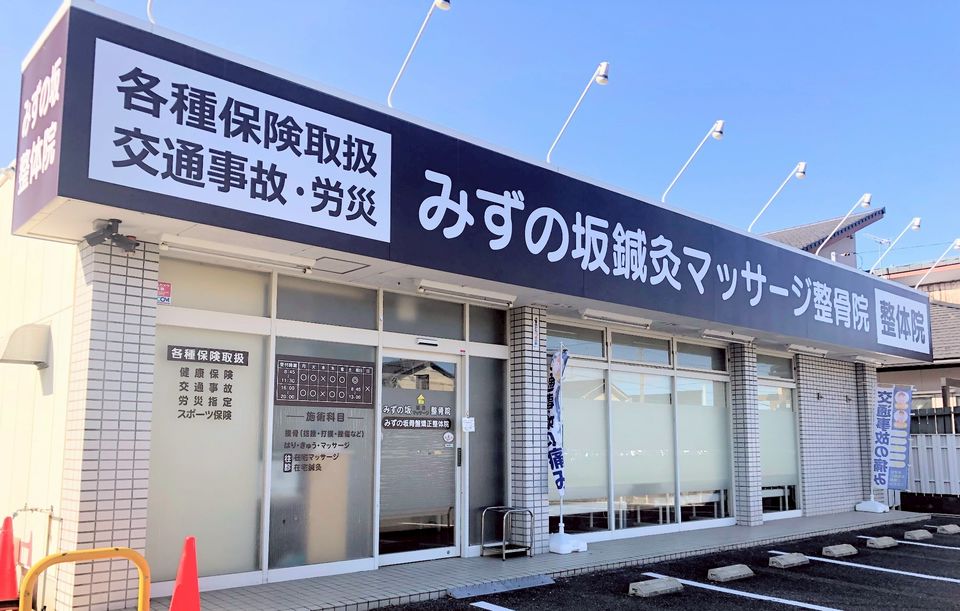 みずの坂
整体院
各種保険取扱
交通事故・労災
みずの坂鍼灸マッサージ整骨院
整体院
各種保険取扱
健康保険
交通事故
労災指定
スポーツ保険
施術科目
はり・きゅう・マッサージ
往診
在宅マッサージ
在宅鍼灸
みずの坂
整骨院
みずの坂骨盤矯正整体院
交通事故の痛み